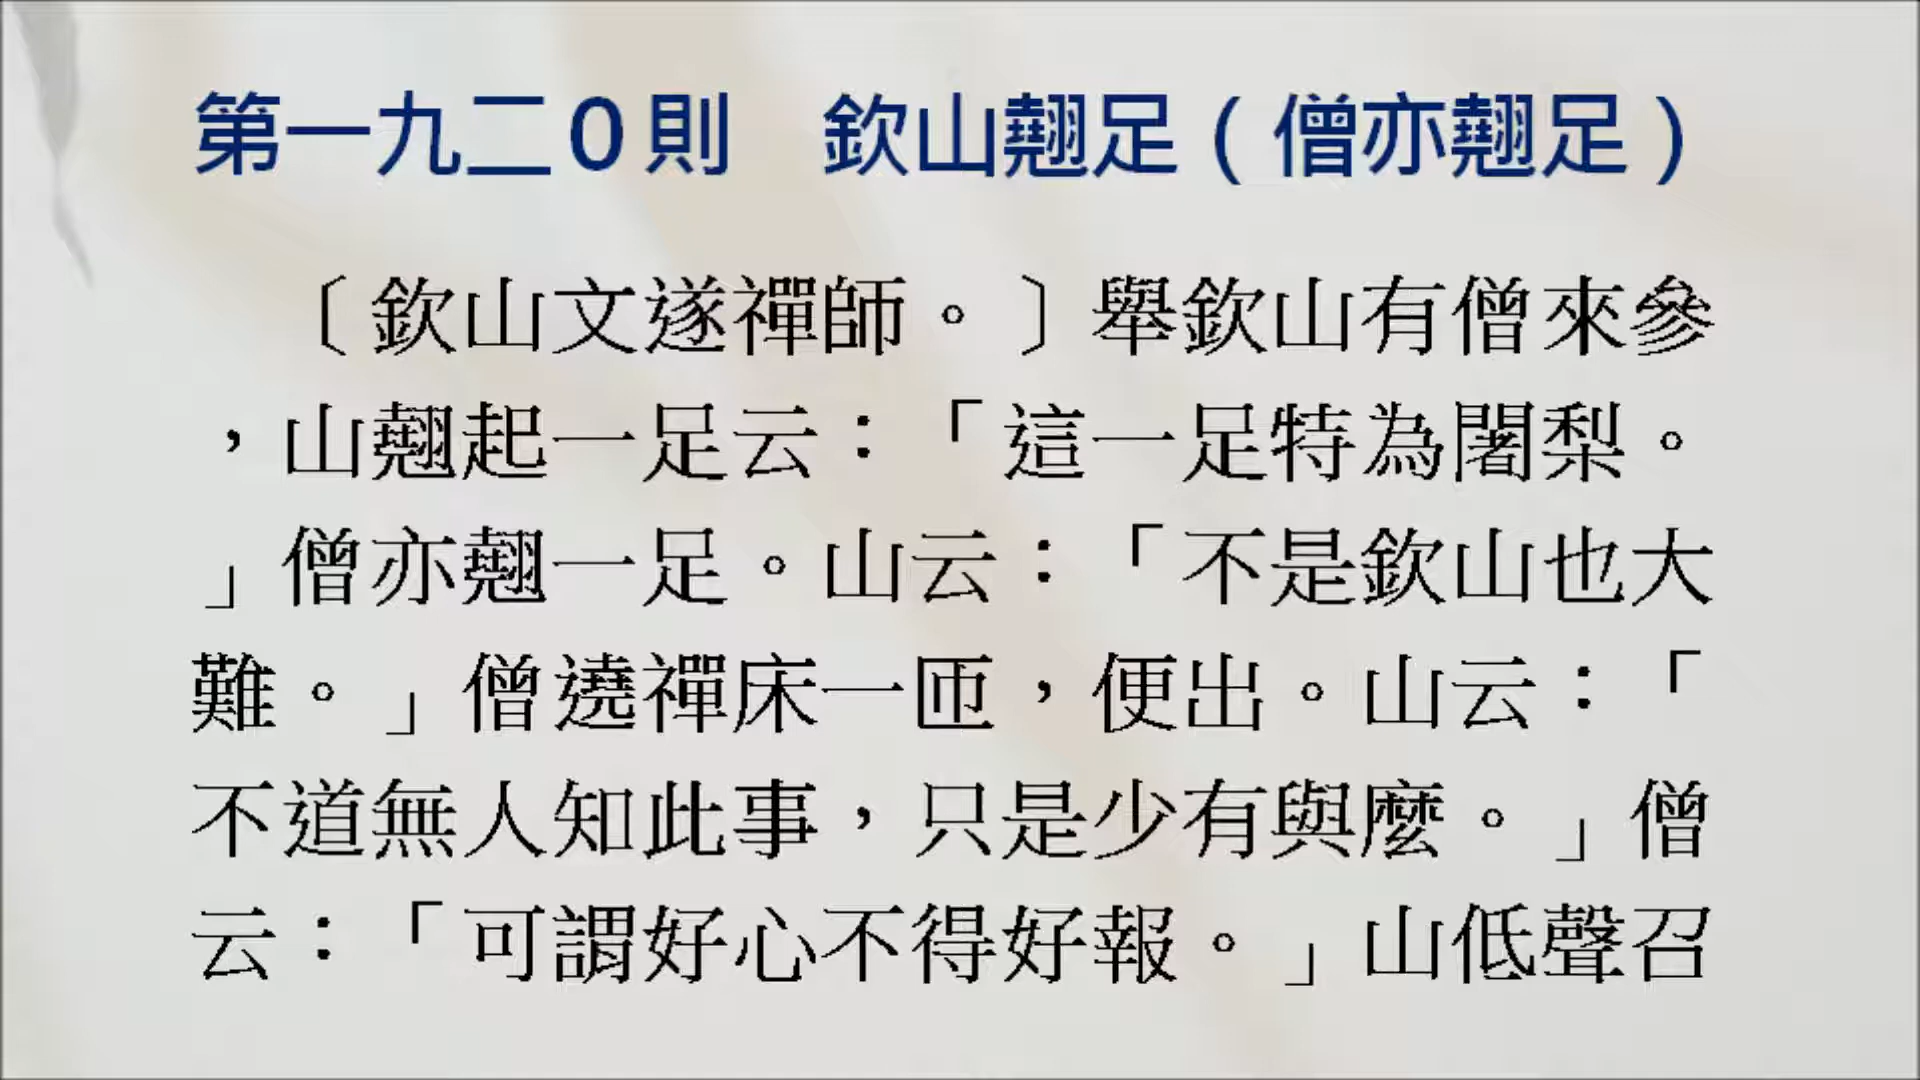 第一九二0則　欽山翹足（僧亦翹足）
〔欽山文遂禪師。〕舉欽山有僧來參
，山翹起一足云：「這一足特為闍梨。
」僧亦翹一足。山云：「不是欽山也大
難。」僧遶禪床一匝，便出。山云：「
不道無人知此事，只是少有與麼。」僧
云：「可謂好心不得好報。」山低聲召